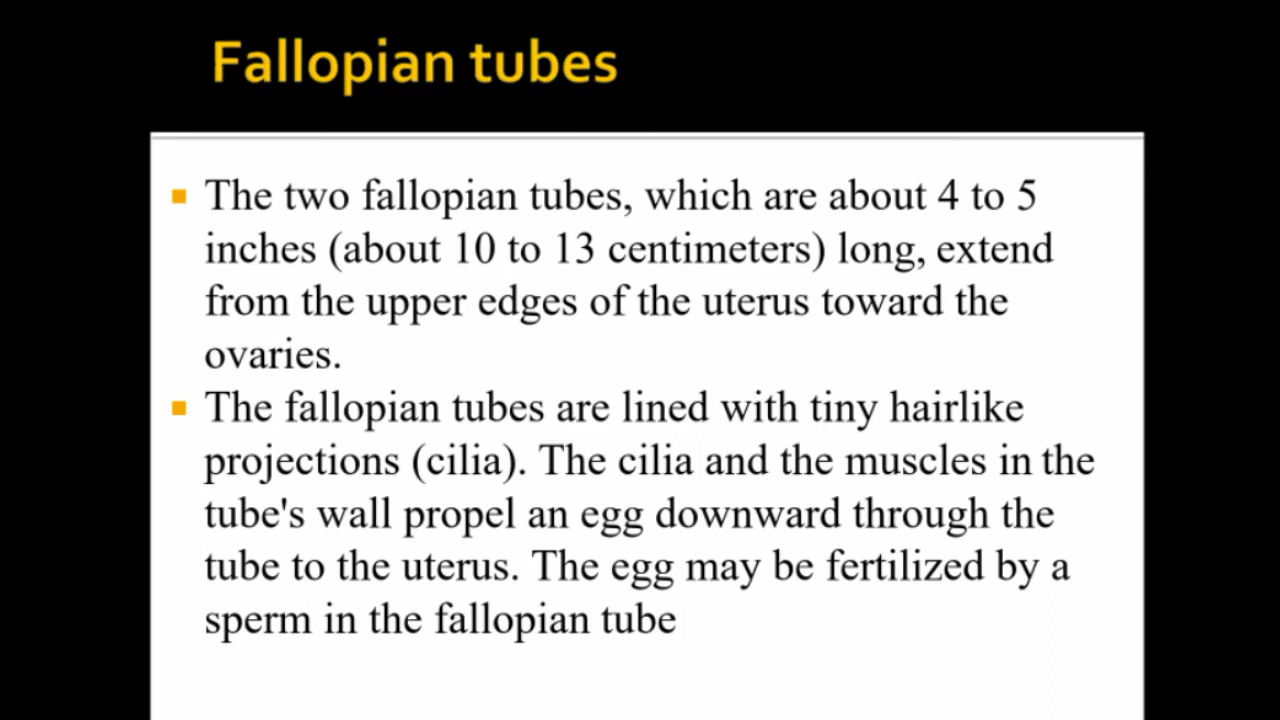 Fallopian tubes
The two fallopian tubes, which are about 4 to 5
inches (about 10 to 13 centimeters) long, extend
from the upper edges of the uterus toward the
ovaries.
The fallopian tubes are lined with tiny hairlike
projections (cilia). The cilia and the muscles in the
tube's wall propel an egg downward through the
tube to the uterus. The egg may be fertilized by a
sperm in the fallopian tube